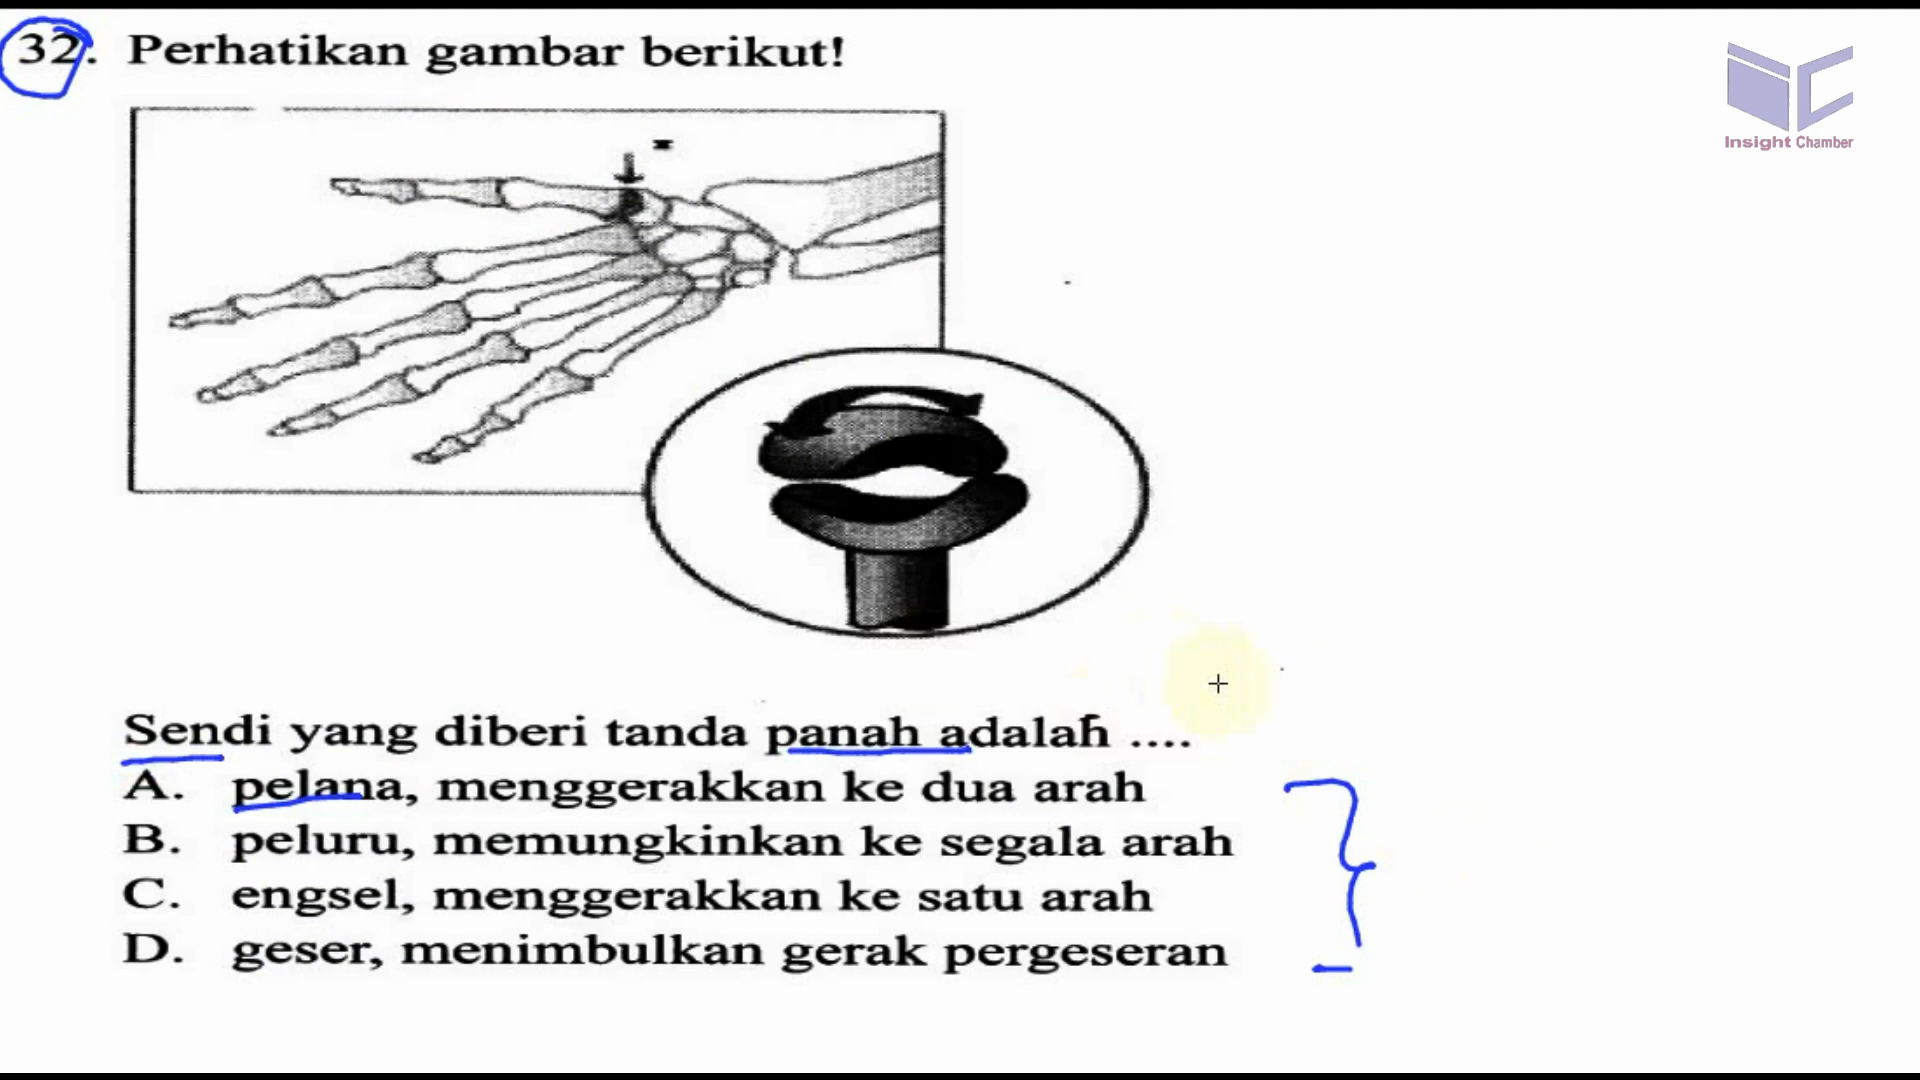 32. Perhatikan gambar berikut!
Insight Chamber
x
Sendi yang diberi tanda panah adalah ....
A. pelana, menggerakkan ke dua arah
B. peluru, memungkinkan ke segala arah
C. engsel, menggerakkan ke satu arah
D. geser, menimbulkan gerak pergeseran